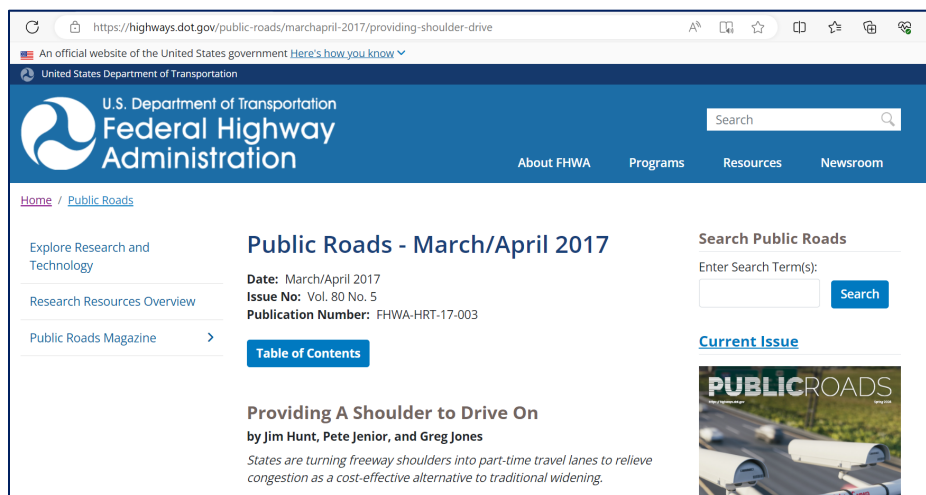 https://highways.dot.gov/public-roads/marchapril-2017/providing-shoulder-drive
An official website of the United States government Here's how you know
United States Department of Transportation
U.S. Department of Transportation
Federal Highway
Administration
Search
About FHWA Programs Resources Newsroom
Home / Public Roads
Explore Research and
Technology
Research Resources Overview
Public Roads Magazine
Public Roads - March/April 2017
Date: March/April 2017
Issue No: Vol. 80 No. 5
Publication Number: FHWA-HRT-17-003
Table of Contents
Providing A Shoulder to Drive On
by Jim Hunt, Pete Jenior, and Greg Jones
States are turning freeway shoulders into part-time travel lanes to relieve
congestion as a cost-effective alternative to traditional widening.
Search Public Roads
Enter Search Term(s):
Search
Current Issue
PUBLICROADS